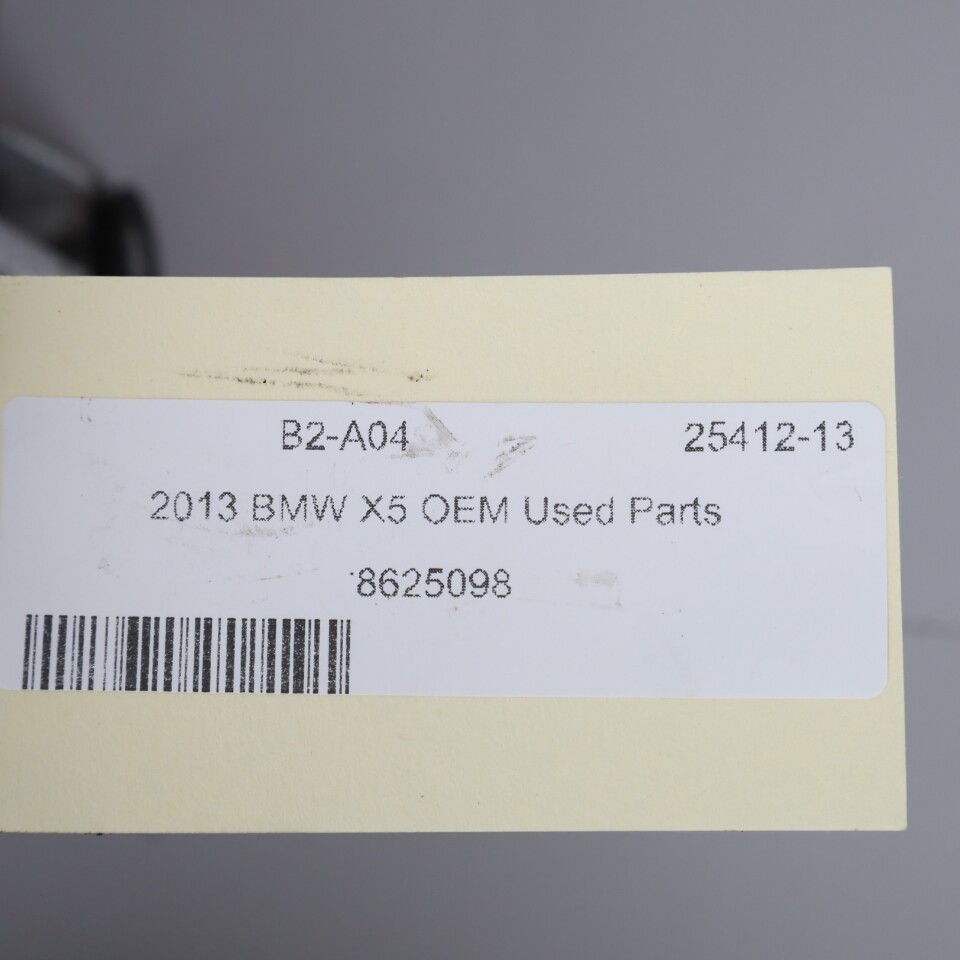 B2-A04 25412-13
2013 BMW X5 OEM Used Parts
8625098